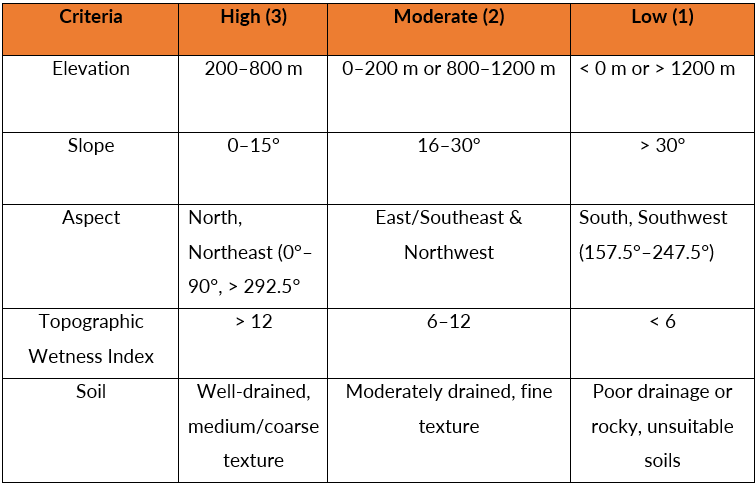 Criteria High (3) Moderate (2) Low (1)
Elevation 200–800 m 0–200 m or 800–1200 m < 0 m or > 1200 m
Slope 0–15° 16–30° > 30°
Aspect North, East/Southeast & South, Southwest
Northeast (0°– Northwest (157.5°–247.5°)
90°, > 292.5°
Topographic > 12 6–12 < 6
Wetness Index
Soil Well-drained, Moderately drained, fine Poor drainage or
medium/coarse texture rocky, unsuitable
texture soils